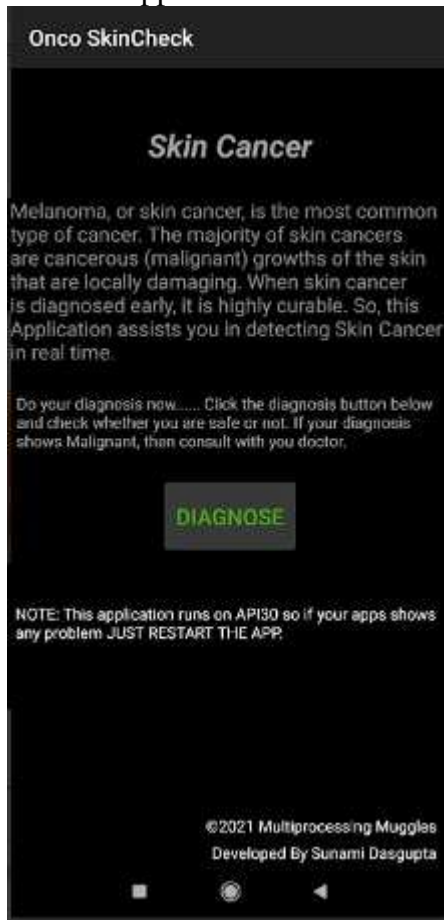 Onco SkinCheck
Skin Cancer
Melanoma, or skin cancer, is the most common
type of cancer. The majority of skin cancers
are cancerous (malignant) growths of the skin
that are locally damaging. When skin cancer
is diagnosed early, it is highly curable. So, this
Application assists you in detecting Skin Cancer
in real time.
Do your diagnosis now...... Click the diagnosis button below
and check whether you are safe or not. If your diagnosis
shows Malignant, then consult with you doctor.
DIAGNOSE
NOTE: This application runs on API30 so if your apps shows
any problem JUST RESTART THE APP.
©2021 Multiprocessing Muggles
Developed By Sunami Dasgupta